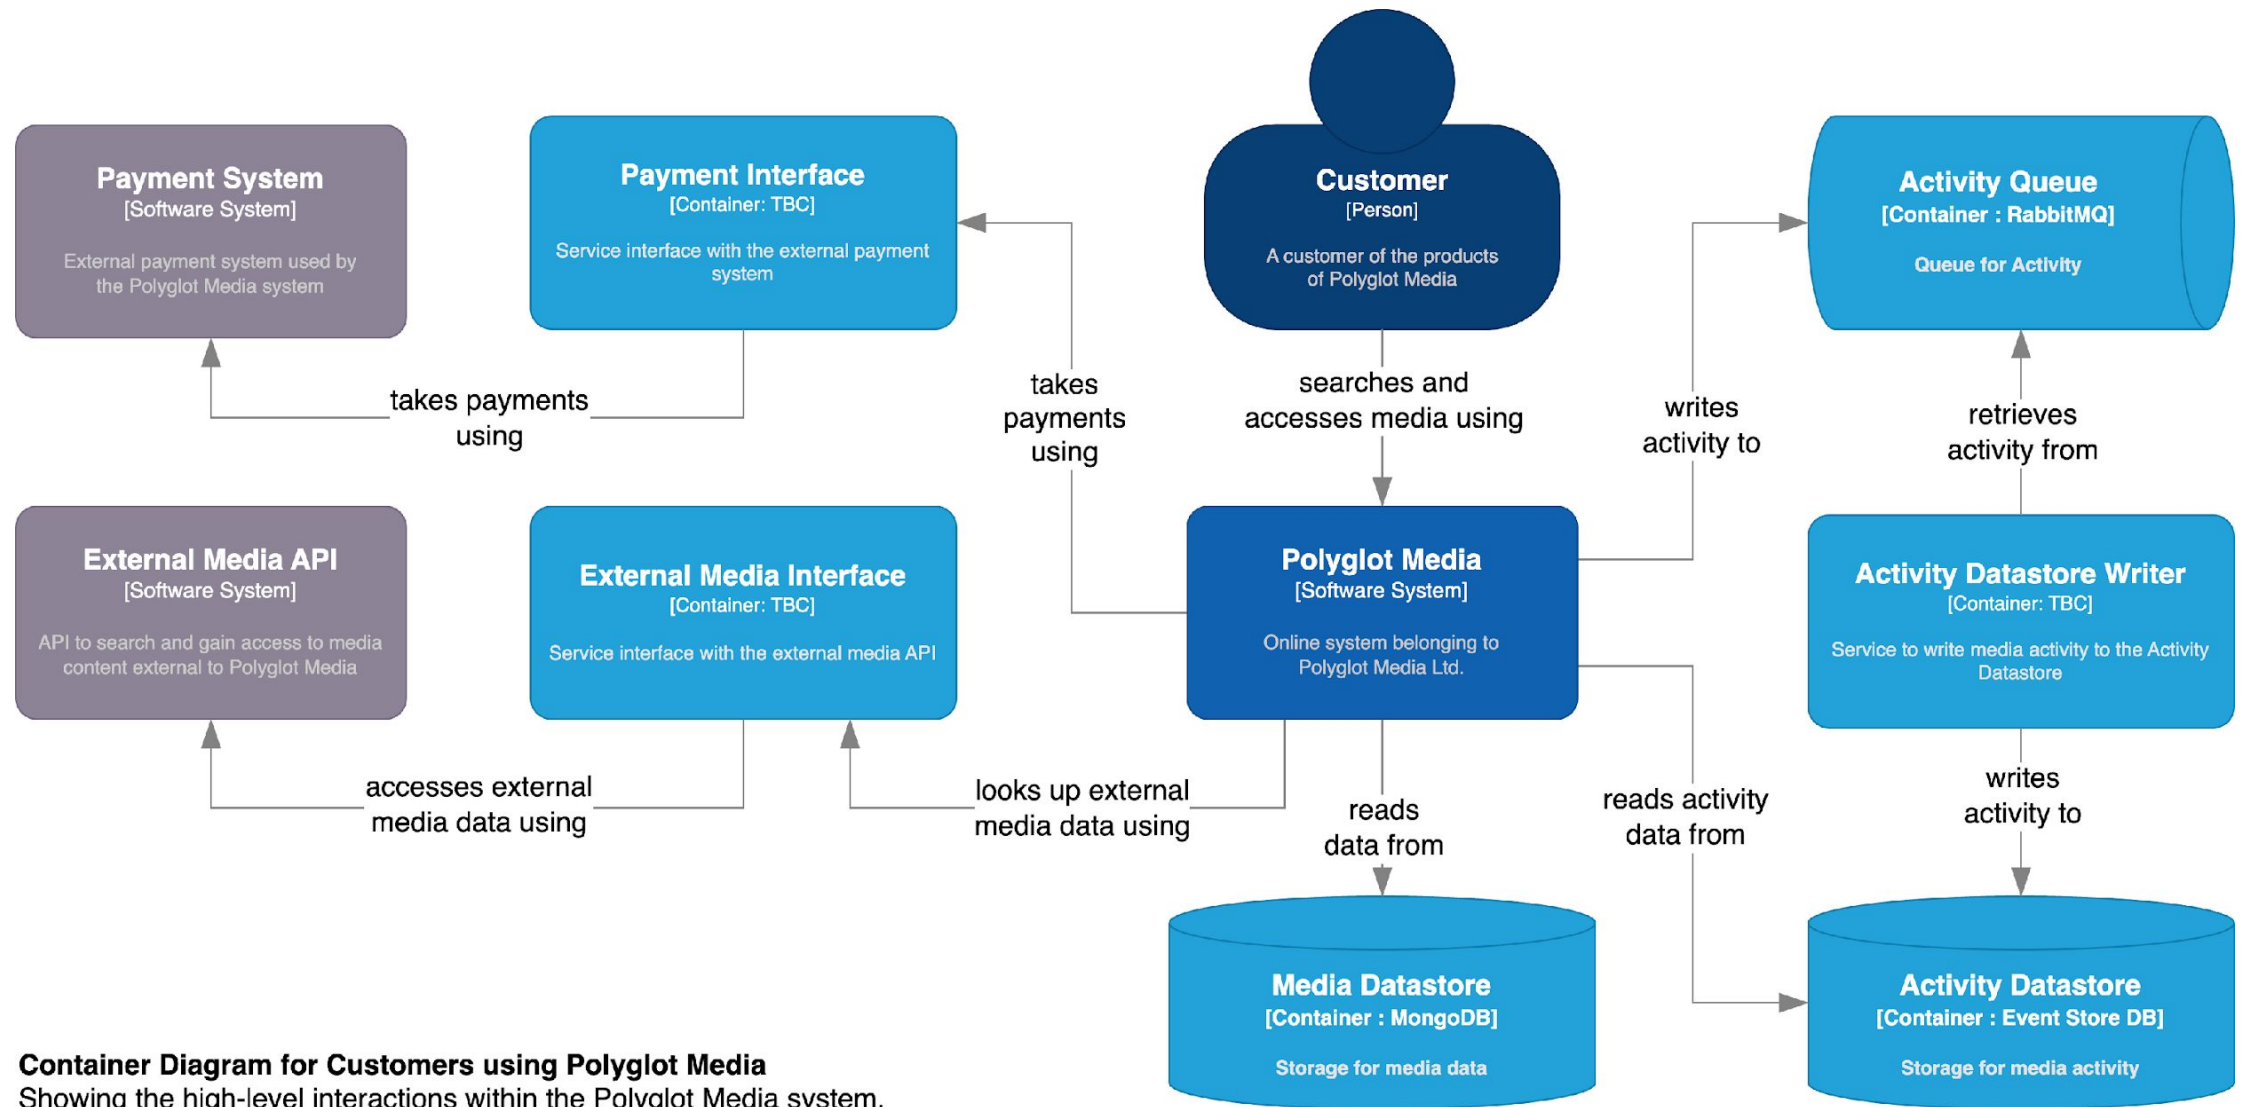 Payment System
[Software System]
External payment system used by
the Polyglot Media system
Payment Interface
[Container: TBC]
Service interface with the external payment
system
Customer
[Person]
A customer of the products
of Polyglot Media
Activity Queue
[Container : RabbitMQ]
Queue for Activity
takes payments
using
takes
payments
using
searches and
accesses media using
writes
activity to
retrieves
activity from
External Media API
[Software System]
API to search and gain access to media
content external to Polyglot Media
External Media Interface
[Container: TBC]
Service interface with the external media API
Polyglot Media
[Software System]
Online system belonging to
Polyglot Media Ltd.
Activity Datastore Writer
[Container: TBC]
Service to write media activity to the Activity
Datastore
accesses external
media data using
looks up external
media data using
reads
data from
reads activity
data from
writes
activity to
Media Datastore
[Container : MongoDB]
Storage for media data
Activity Datastore
[Container : Event Store DB]
Storage for media activity
Container Diagram for Customers using Polyglot Media
Showing the high-level interactions within the Polyglot Media system.